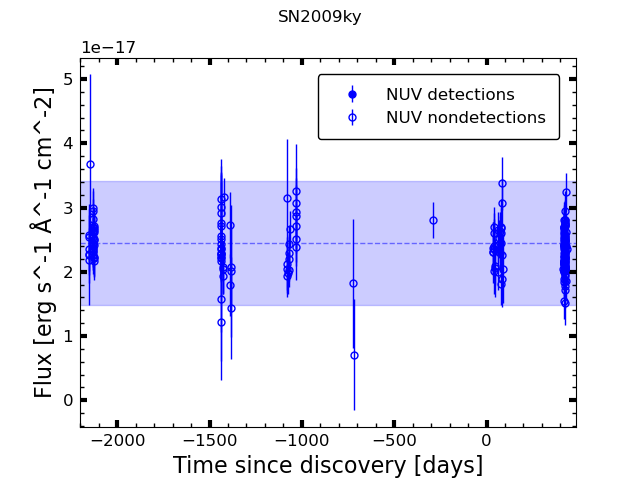 SN2009ky
1e−17
NUV detections
NUV nondetections
5
4
3
2
1
0
Flux [erg s^-1 Å^-1 cm^-2]
−2000
−1500
−1000
−500
0
Time since discovery [days]